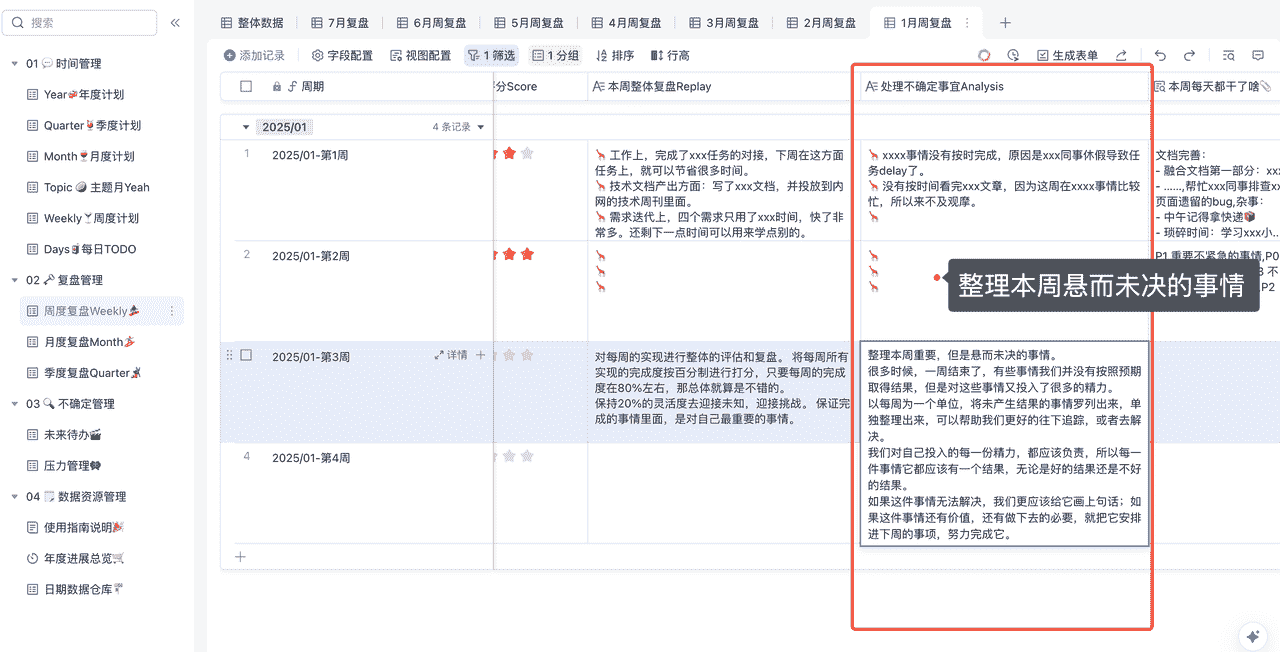 搜索
01 时间管理
Year年度计划
Quarter季度计划
Month月度计划
Topic 主题月Yeah
Weekly周度计划
Days每日TODO
02 复盘管理
周度复盘Weekly
月度复盘Month
季度复盘Quarter
03 不确定管理
未来待办
压力管理
04 数据资源管理
使用指南说明
年度进展总览
日期数据仓库
整体数据
7月复盘
6月周复盘
5月周复盘
4月周复盘
3月周复盘
2月周复盘
1月周复盘
添加记录
字段配置
视图配置
1 筛选
1 分组
排序
行高
生成表单
周期
分Score
本周整体复盘Replay
处理不确定事宜Analysis
本周每天都干了啥
2025/01
4 条记录
1
2025/01-第1周
工作上，完成了xxx任务的对接，下周在这方面
任务上，就可以节省很多时间。
技术文档产出方面：写了xxx文档，并投放到内
网的技术周刊里面。
需求迭代上，四个需求只用了xxx时间，快了非
常多。还剩下一点时间可以用来学点别的。
xxxx事情没有按时完成，原因是xxx同事休假导致任
务delay了。
没有按时间看完xxx文章，因为这周在xxxx事情比较
忙，所以来不及观摩。
文档完善：
- 融合文档第一部分：xxx
- ……,帮忙xxx同事排查xx
页面遗留的bug,杂事：
- 中午记得拿快递
- 琐碎时间：学习xxx小..
2
2025/01-第2周
P1 重要不紧急的事情,P0
整理本周悬而未决的事情
3 不
P2
2025/01-第3周
详情
对每周的实现进行整体的评估和复盘。 将每周所有
实现的完成度按百分制进行打分，只要每周的完成
度在80%左右，那总体就算是不错的。
保持20%的灵活度去迎接未知，迎接挑战。 保证完
成的事情里面，是对自己最重要的事情。
整理本周重要，但是悬而未决的事情。
很多时候，一周结束了，有些事情我们并没有按照预期
取得结果，但是对这些事情又投入了很多的精力。
以每周为一个单位，将未产生结果的事情罗列出来，单
独整理出来，可以帮助我们更好的往下追踪，或者去解
决。
我们对自己投入的每一份精力，都应该负责，所以每一
件事情它都应该有一个结果，无论是好的结果还是不好
的结果。
如果这件事情无法解决，我们更应该给它画上句话；如
果这件事情还有价值，还有做下去的必要，就把它安排
进下周的事项，努力完成它。
4
2025/01-第4周